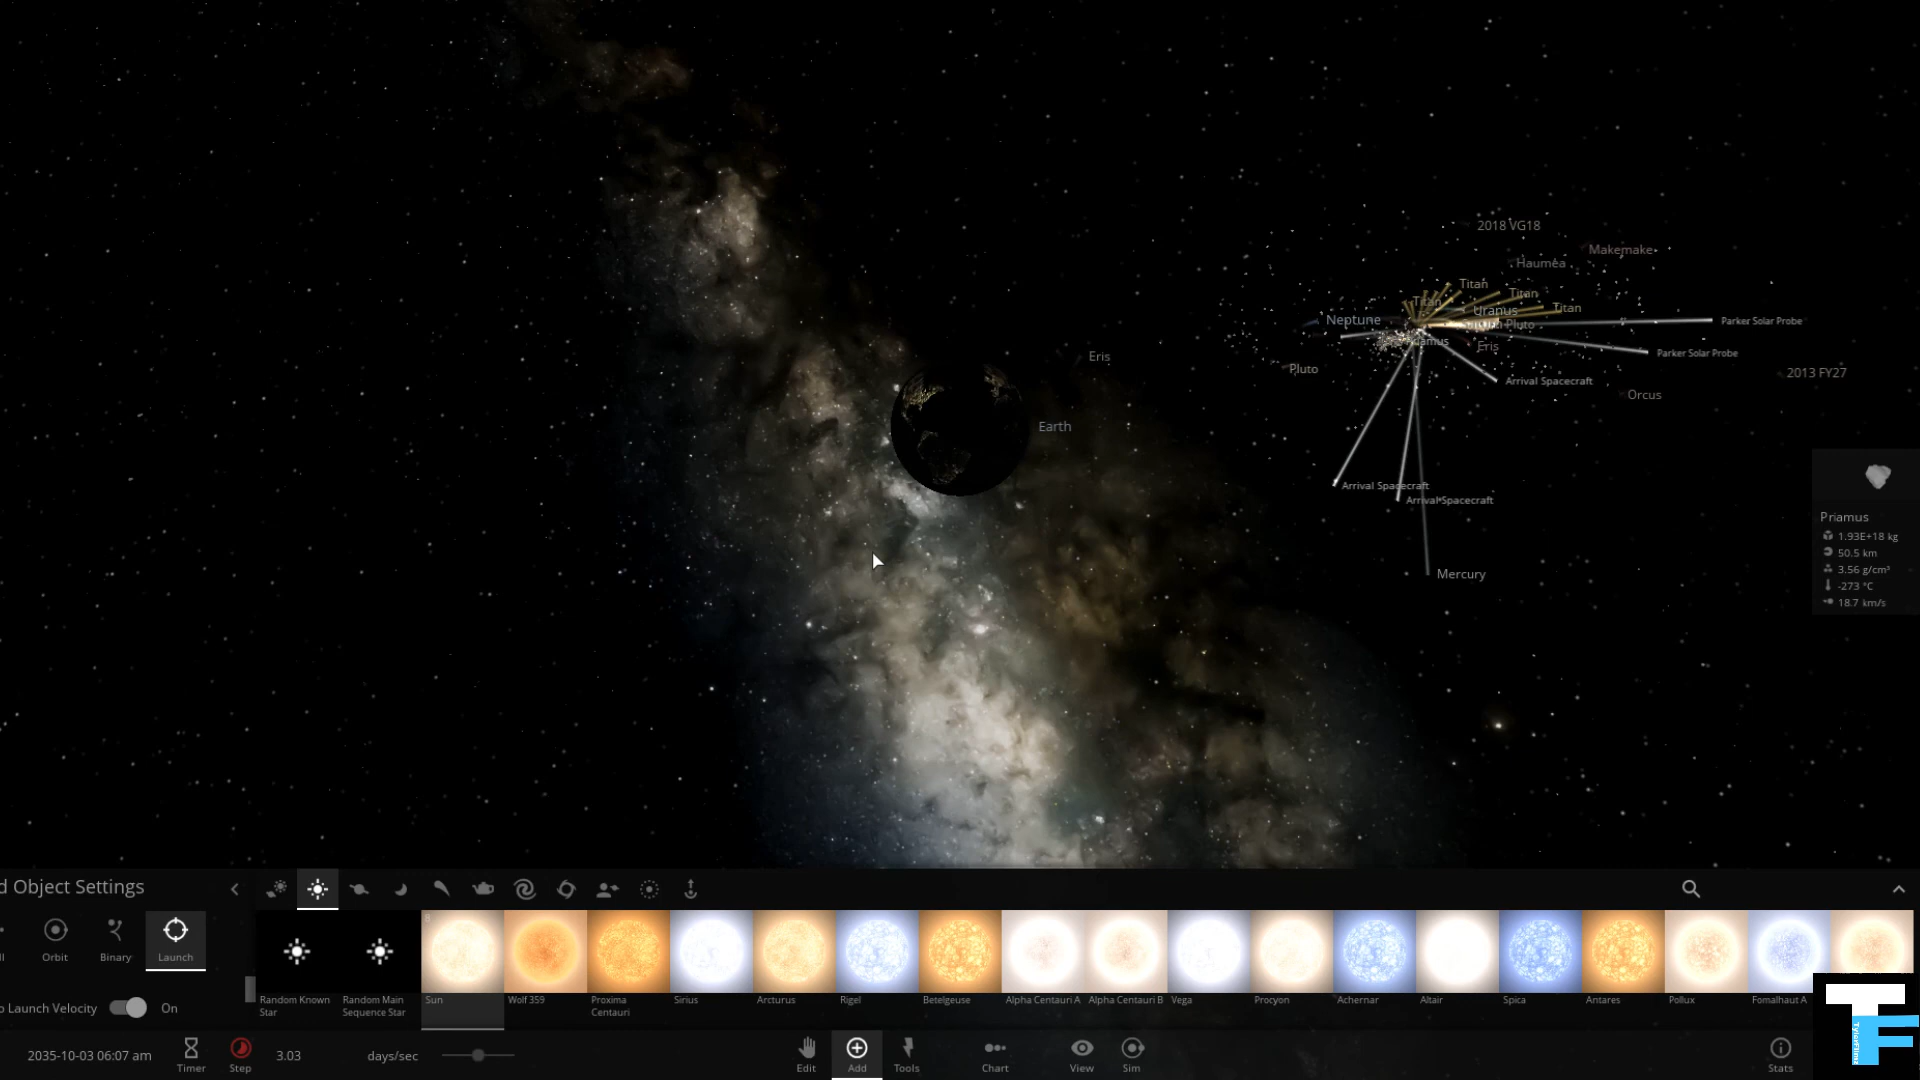 2018 VG18
Makemake
Haumea
Titan
Titan
Titan
Titan
Uranus
Neptune
Pluto
Parker Solar Probe
Eris
Parker Solar Probe
Eris
Pluto
2013 FY27
Arrival Spacecraft
Orcus
Earth
Arrival Spacecraft
Arrival Spacecraft
Mercury
Priamus
1.93E+18 kg
50.5 km
3.56 g/cm³
-273 °C
18.7 km/s
d Object Settings
Orbit
Binary
Launch
Launch Velocity
On
Random Known
Star
Random Main
Sequence Star
Sun
Wolf 359
Proxima
Centauri
Sirius
Arcturus
Rigel
Betelgeuse
Alpha Centauri A
Alpha Centauri B
Vega
Procyon
Achernar
Altair
Spica
Antares
Pollux
Fomalhaut A
2035-10-03 06:07 am
Timer
Step
3.03
days/sec
Edit
Add
Tools
Chart
View
Sim
Stats
TF